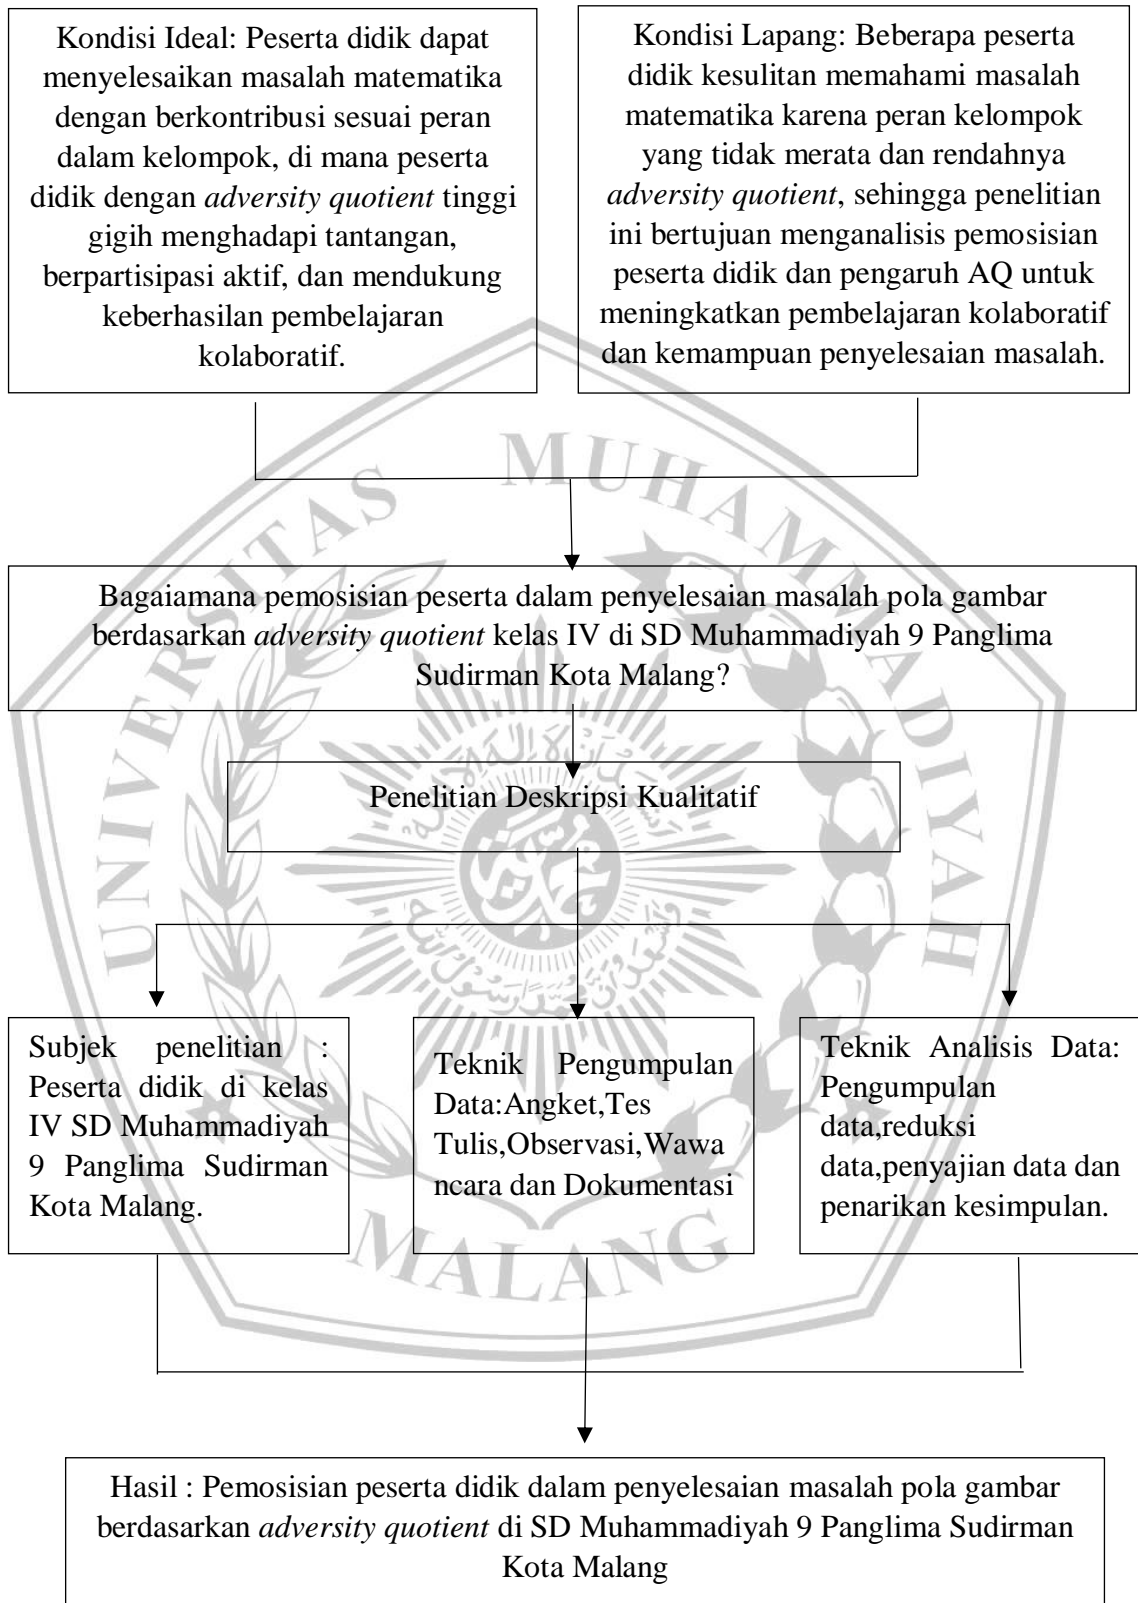 Kondisi Ideal: Peserta didik dapat
menyelesaikan masalah matematika
dengan berkontribusi sesuai peran
dalam kelompok, di mana peserta
didik dengan adversity quotient tinggi
gigih menghadapi tantangan,
berpartisipasi aktif, dan mendukung
keberhasilan pembelajaran
kolaboratif.
Kondisi Lapang: Beberapa peserta
didik kesulitan memahami masalah
matematika karena peran kelompok
yang tidak merata dan rendahnya
adversity quotient, sehingga penelitian
ini bertujuan menganalisis pemosisian
peserta didik dan pengaruh AQ untuk
meningkatkan pembelajaran kolaboratif
dan kemampuan penyelesaian masalah.
UNIVERSITAS MUHAMMADIYAH
Bagaiamana pemosisian peserta dalam penyelesaian masalah pola gambar
berdasarkan adversity quotient kelas IV di SD Muhammadiyah 9 Panglima
Sudirman Kota Malang?
Penelitian Deskripsi Kualitatif
Subjek penelitian :
Peserta didik di kelas
IV SD Muhammadiyah
9 Panglima Sudirman
Kota Malang.
Teknik Pengumpulan
Data:Angket,Tes
Tulis,Observasi,Wawa
ncara dan Dokumentasi
Teknik Analisis Data:
Pengumpulan
data,reduksi
data,penyajian data dan
penarikan kesimpulan.
MALANG
Hasil : Pemosisian peserta didik dalam penyelesaian masalah pola gambar
berdasarkan adversity quotient di SD Muhammadiyah 9 Panglima Sudirman
Kota Malang